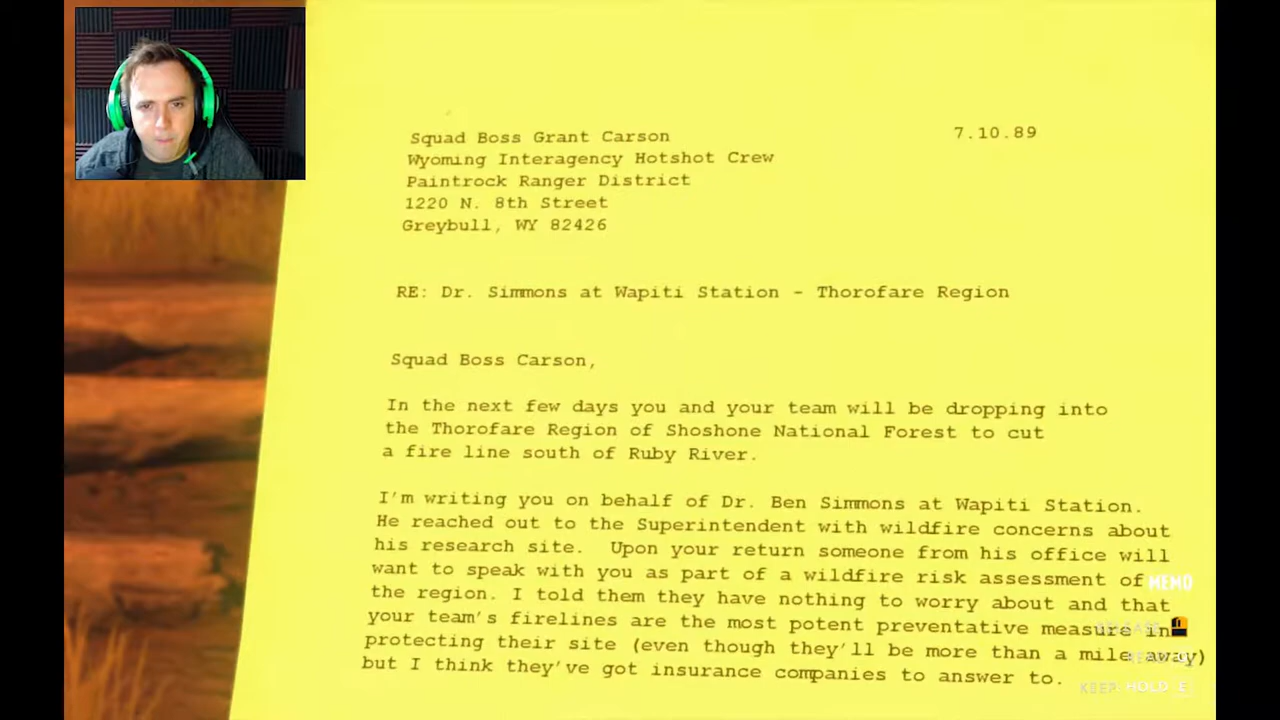 Squad Boss Grant Carson
7.10.89
Wyoming Interagency Hotshot Crew
Paintrock Ranger District
1220 N. 8th Street
Greybull, WY 82426
RE: Dr. Simmons at Wapiti Station - Thorofare Region
Squad Boss Carson,
In the next few days you and your team will be dropping into
the Thorofare Region of Shoshone National Forest to cut
a fire line south of Ruby River.
I'm writing you on behalf of Dr. Ben Simmons at Wapiti Station.
He reached out to the Superintendent with wildfire concerns about
his research site. Upon your return someone from his office will
want to speak with you as part of a wildfire risk assessment of
the region. I told them they have nothing to worry about and that
your team's firelines are the most potent preventative measure in
protecting their site (even though they'll be more than a mile away)
but I think they've got insurance companies to answer to.
MEMO
KEEP HOLD E